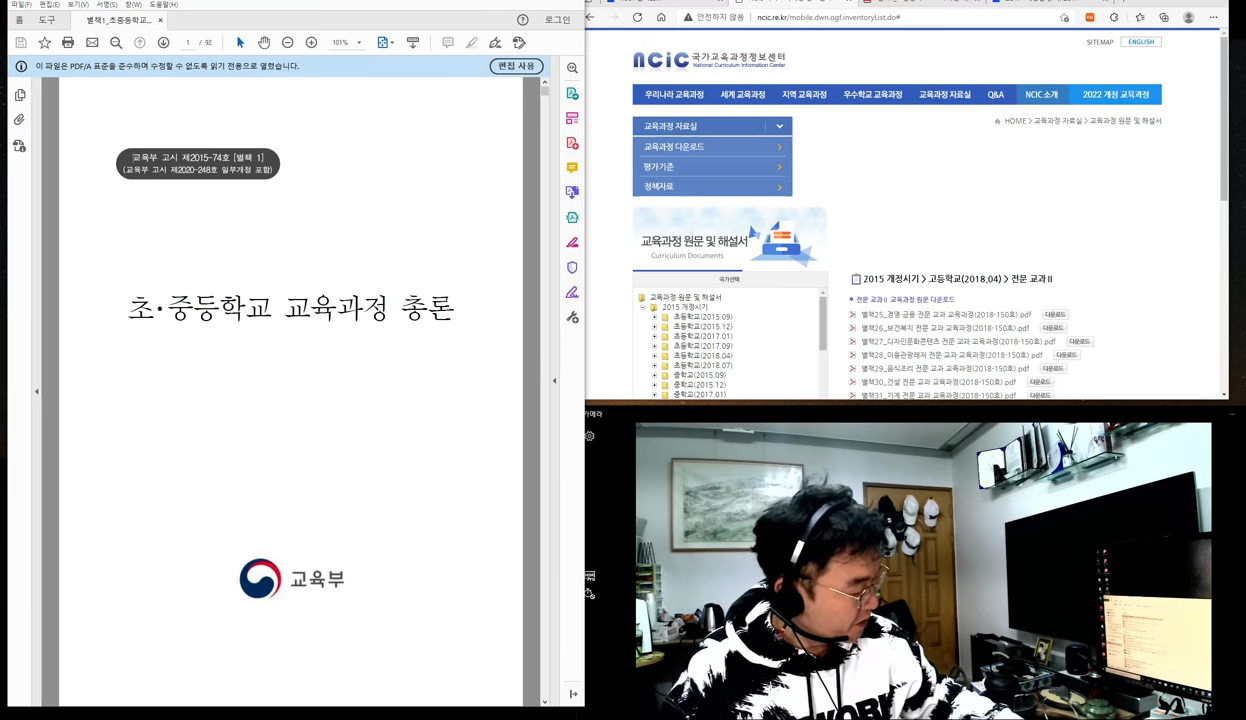 파일(F) 편집(E) 보기(V) 서명(S) 창(W) 도움말(H)
홈 도구 별책1_초중등학교... × 로그인
1 / 92 101%
이 파일은 PDF/A 표준을 준수하며 수정할 수 없도록 읽기 전용으로 열렸습니다. 편집 사용
교육부 고시 제2015-74호 [별책 1]
(교육부 고시 제2020-248호 일부개정 포함)
초·중등학교 교육과정 총론
교육부
안전하지 않음 ncic.re.kr/mobile.dwn.ogf.inventoryList.do#
SITEMAP ENGLISH
ncic 국가교육과정정보센터
National Curriculum Information Center
우리나라 교육과정 세계 교육과정 지역 교육과정 우수학교 교육과정 교육과정 자료실 Q&A NCIC 소개 2022 개정 교육과정
HOME > 교육과정 자료실 > 교육과정 원문 및 해설서
교육과정 자료실
교육과정 다운로드
평가기준
정책자료
교육과정 원문 및 해설서
Curriculum Documents
국가선택
교육과정 원문 및 해설서
2015 개정시기
초등학교(2015.09)
초등학교(2015.12)
초등학교(2017.01)
초등학교(2017.09)
초등학교(2018.04)
초등학교(2018.07)
중학교(2015.09)
중학교(2015.12)
중학교(2017.01)
2015 개정시기 > 고등학교(2018.04) > 전문 교과 II
전문 교과 II 교육과정 원문 다운로드
별책25_경영·금융 전문 교과 교육과정(2018-150호).pdf 다운로드
별책26_보건복지 전문 교과 교육과정(2018-150호).pdf 다운로드
별책27_디자인문화콘텐츠 전문 교과 교육과정(2018-150호).pdf 다운로드
별책28_미용관광레저 전문 교과 교육과정(2018-150호).pdf 다운로드
별책29_음식조리 전문 교과 교육과정(2018-150호).pdf 다운로드
별책30_건설 전문 교과 교육과정(2018-150호).pdf 다운로드
별책31_기계 전문 교과 교육과정(2018-150호).pdf 다운로드
카메라